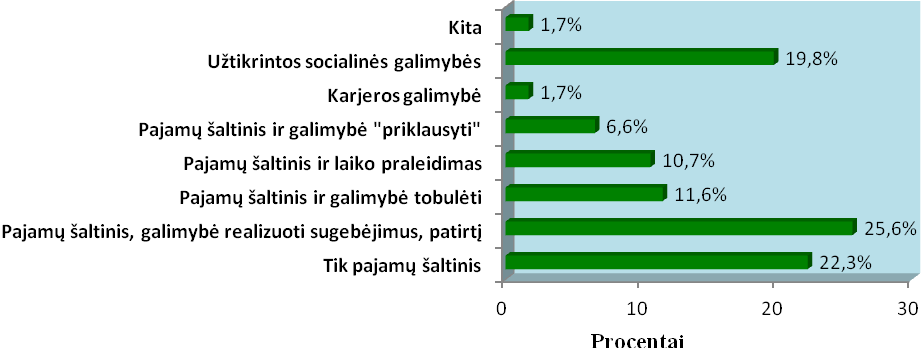 Kita 1,7%
Užtikrintos socialinės galimybės 19,8%
Karjeros galimybė 1,7%
Pajamų šaltinis ir galimybė "priklausyti" 6,6%
Pajamų šaltinis ir laiko praleidimas 10,7%
Pajamų šaltinis ir galimybė tobulėti 11,6%
Pajamų šaltinis, galimybė realizuoti sugebėjimus, patirtį 25,6%
Tik pajamų šaltinis 22,3%
0 10 20 30
Procentai